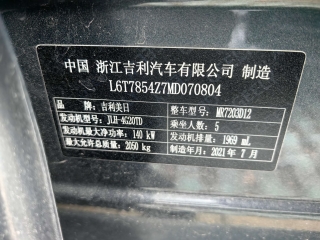 中国 浙江吉利汽车有限公司 制造
L6T7854Z7MD070804
品牌:吉利美日 整车型号:MR7203D12
发动机型号:JLH-4G20TD 乘坐人数:5
发动机最大净功率:140 kW 发动机排量:1969 mL
最大允许总质量:2050 kg 制造年月:2021年 7 月